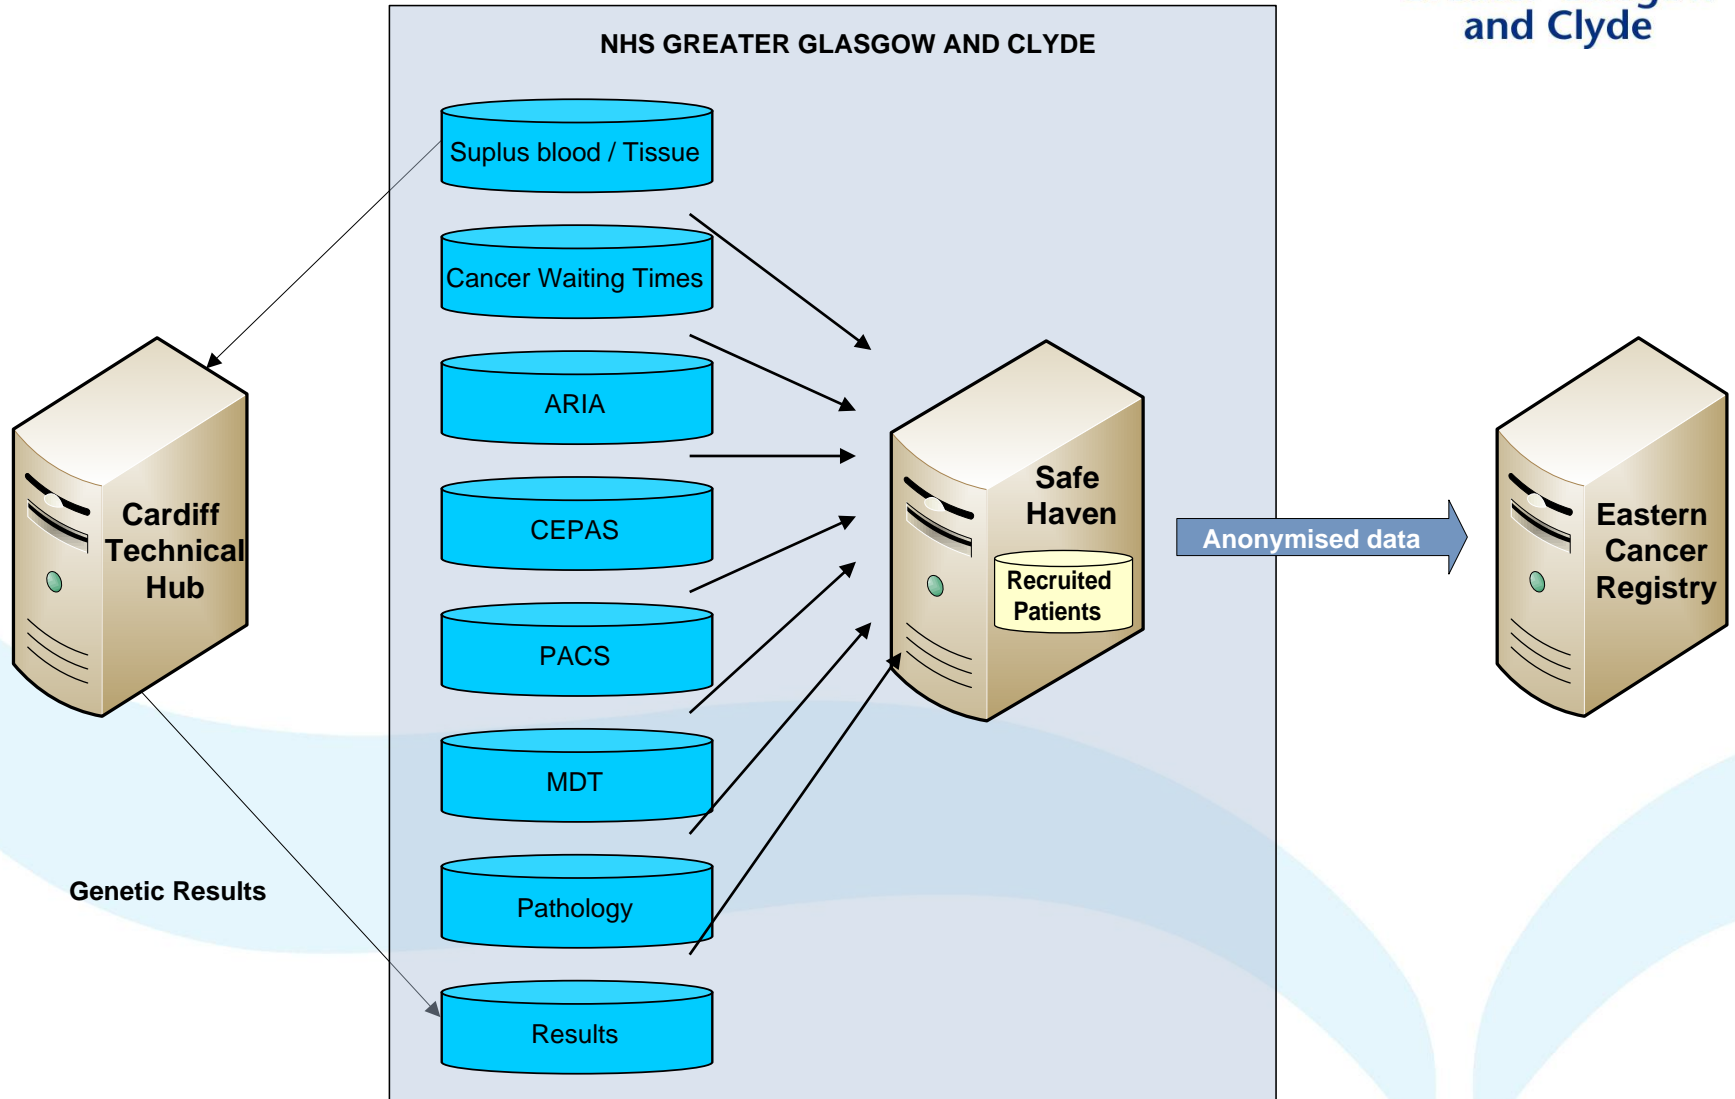 and Clyde
NHS GREATER GLASGOW AND CLYDE
Suplus blood / Tissue
Cancer Waiting Times
ARIA
CEPAS
PACS
MDT
Pathology
Results
Cardiff
Technical
Hub
Genetic Results
Safe
Haven
Recruited
Patients
Anonymised data
Eastern
Cancer
Registry